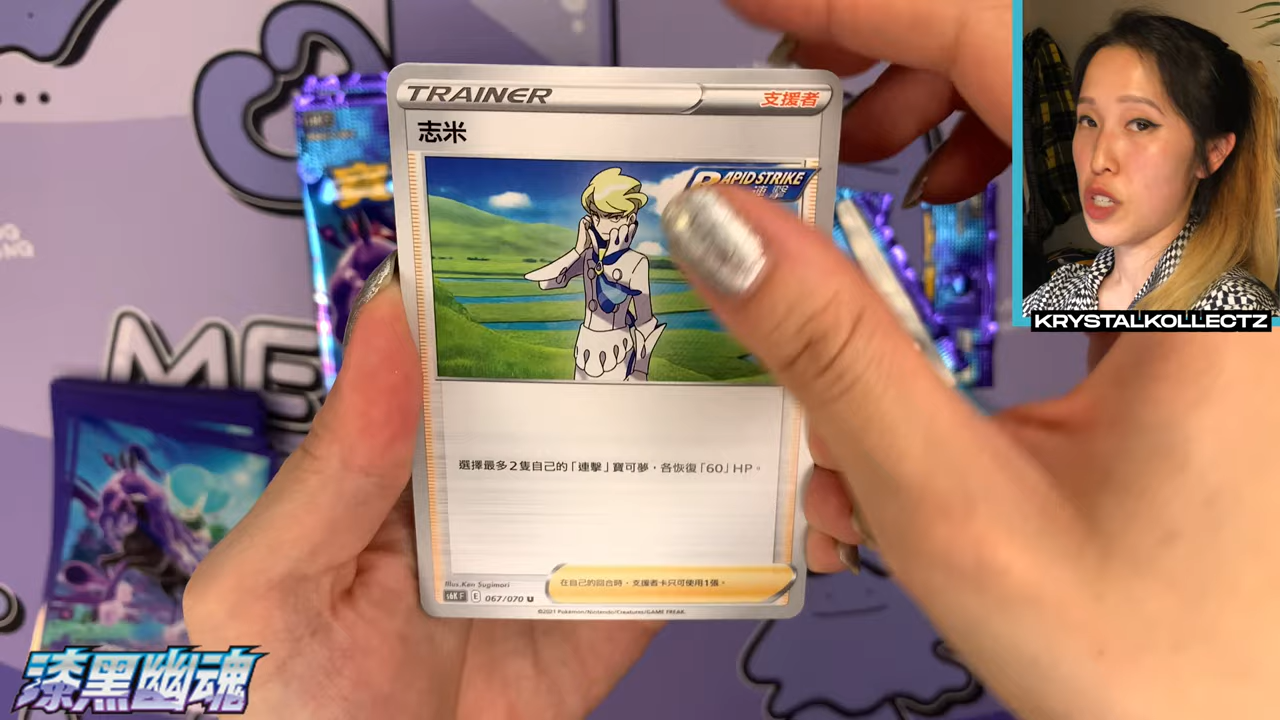 TRAINER
支援者
志米
RAPID STRIKE
連擊
選擇最多2隻自己的「連擊」寶可夢,各恢復「60」HP。
Illus. Ken Sugimori
s6K F E 067/070 U
在自己的回合時,支援者卡只可使用1張。
©2021 Pokémon/Nintendo/Creatures/GAME FREAK.
KRYSTALKOLLECTZ
漆黑幽魂